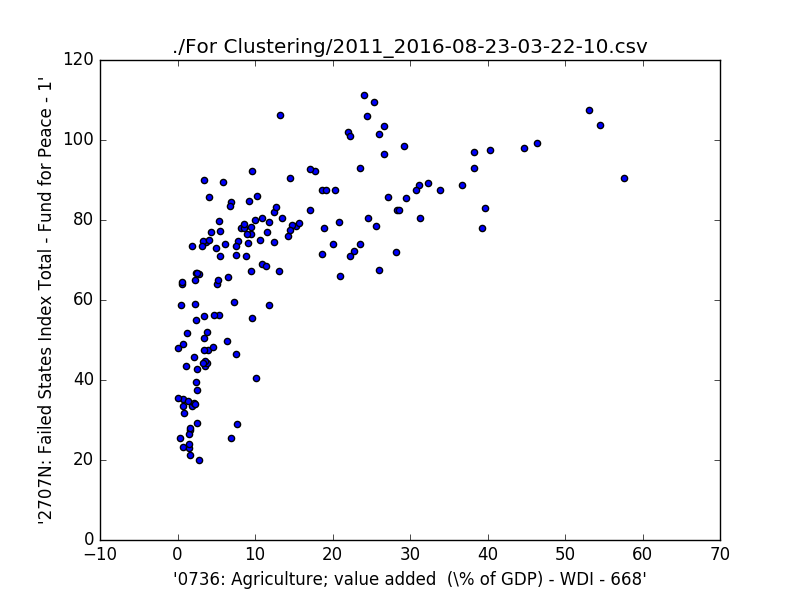 ./For Clustering/2011_2016-08-23-03-22-10.csv
120
100
80
60
40
20
0
'2707N: Failed States Index Total - Fund for Peace - 1'
−10 0 10 20 30 40 50 60 70
'0736: Agriculture; value added  (\% of GDP) - WDI - 668'